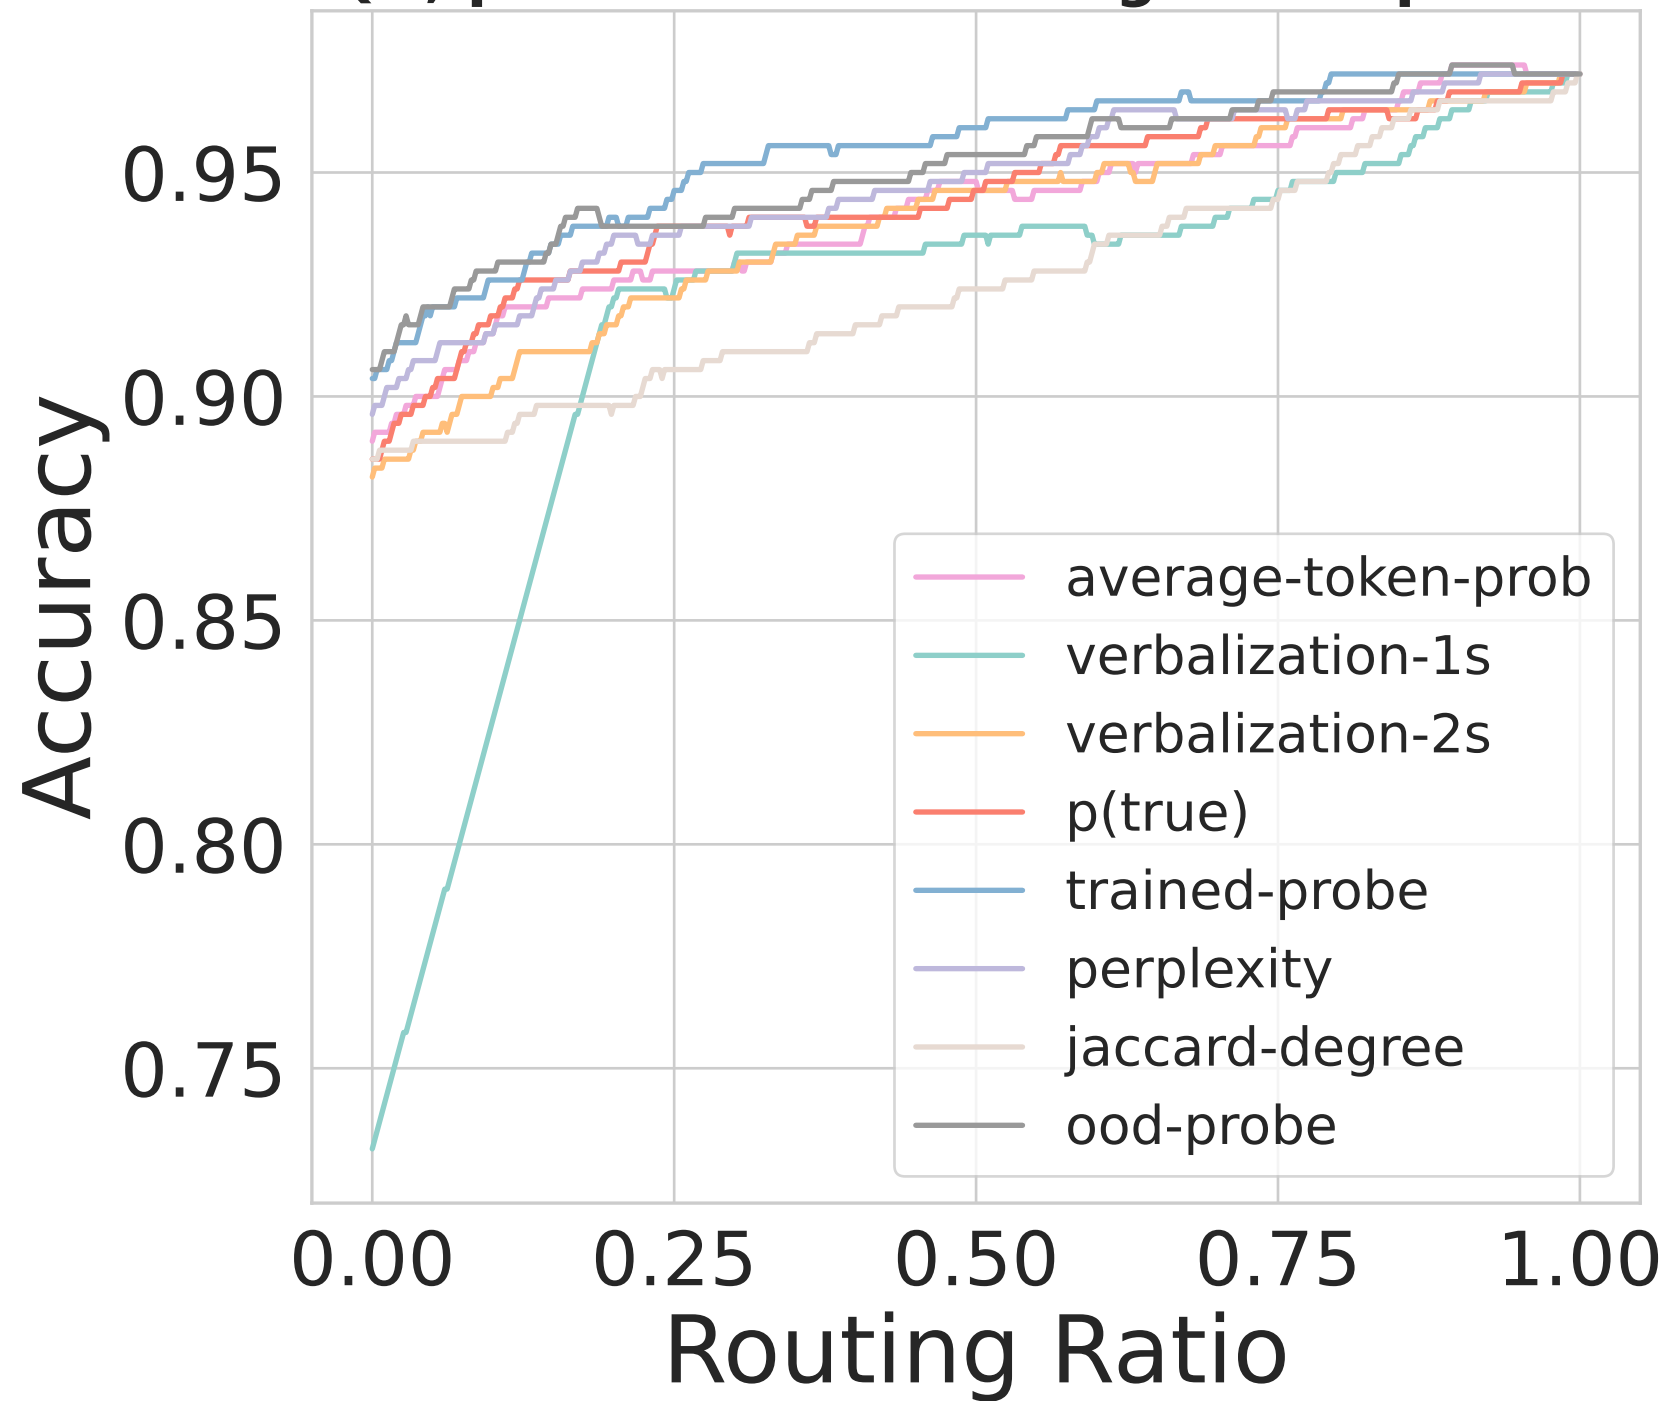 0.95
0.90
0.85
0.80
0.75
Accuracy
average-token-prob
verbalization-1s
verbalization-2s
p(true)
trained-probe
perplexity
jaccard-degree
ood-probe
0.00 0.25 0.50 0.75 1.00
Routing Ratio